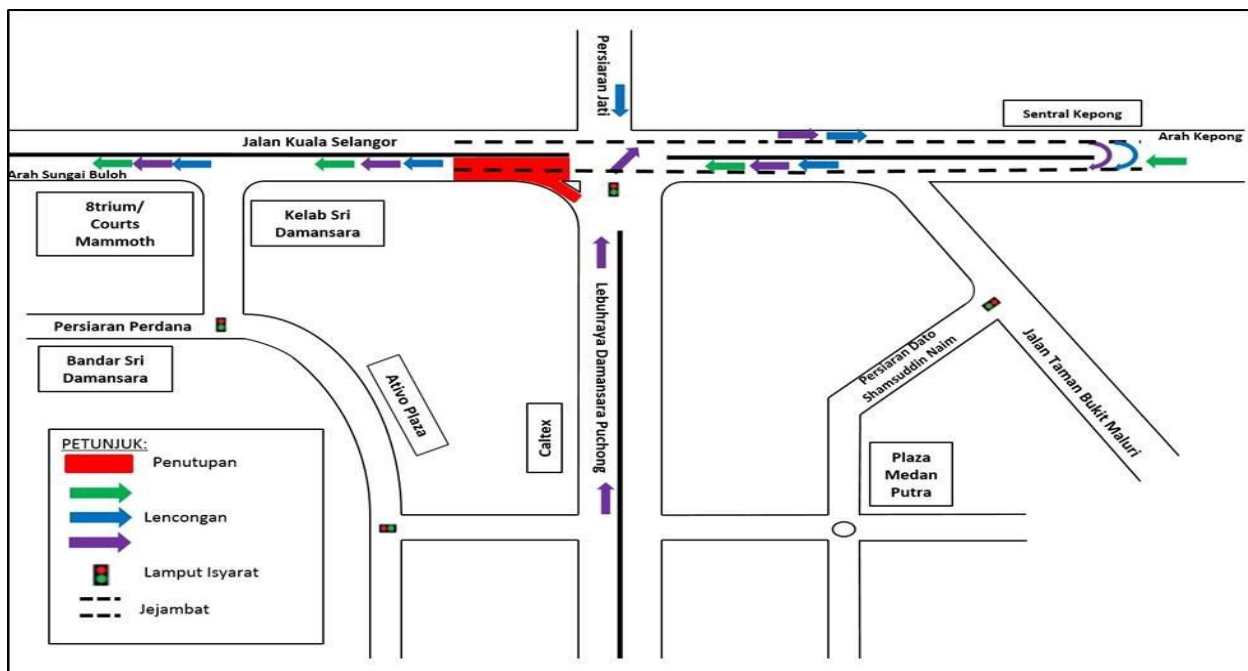 Persiaran Jati
Sentral Kepong
Jalan Kuala Selangor
Arah Kepong
Arah Sungai Buloh
8trium/
Courts
Mammoth
Kelab Sri
Damansara
Persiaran Perdana
Bandar Sri
Damansara
Ativo Plaza
Caltex
Lebuhraya Damansara Puchong
Persiaran Dato
Shamsuddin Naim
Jalan Taman Bukit Maluri
Plaza
Medan
Putra
PETUNJUK:
Penutupan
Lencongan
Lamput Isyarat
Jejambat